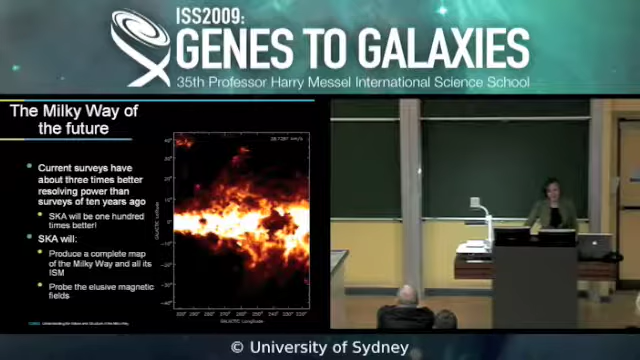 ISS2009:
GENES TO GALAXIES
35th Professor Harry Messel International Science School
The Milky Way of
the future
Current surveys have
about three times better
resolving power than
surveys of ten years ago
SKA will be one hundred
times better!
SKA will:
Produce a complete map
of the Milky Way and all its
ISM
Probe the elusive magnetic
fields
GALACTIC Longitude
© University of Sydney